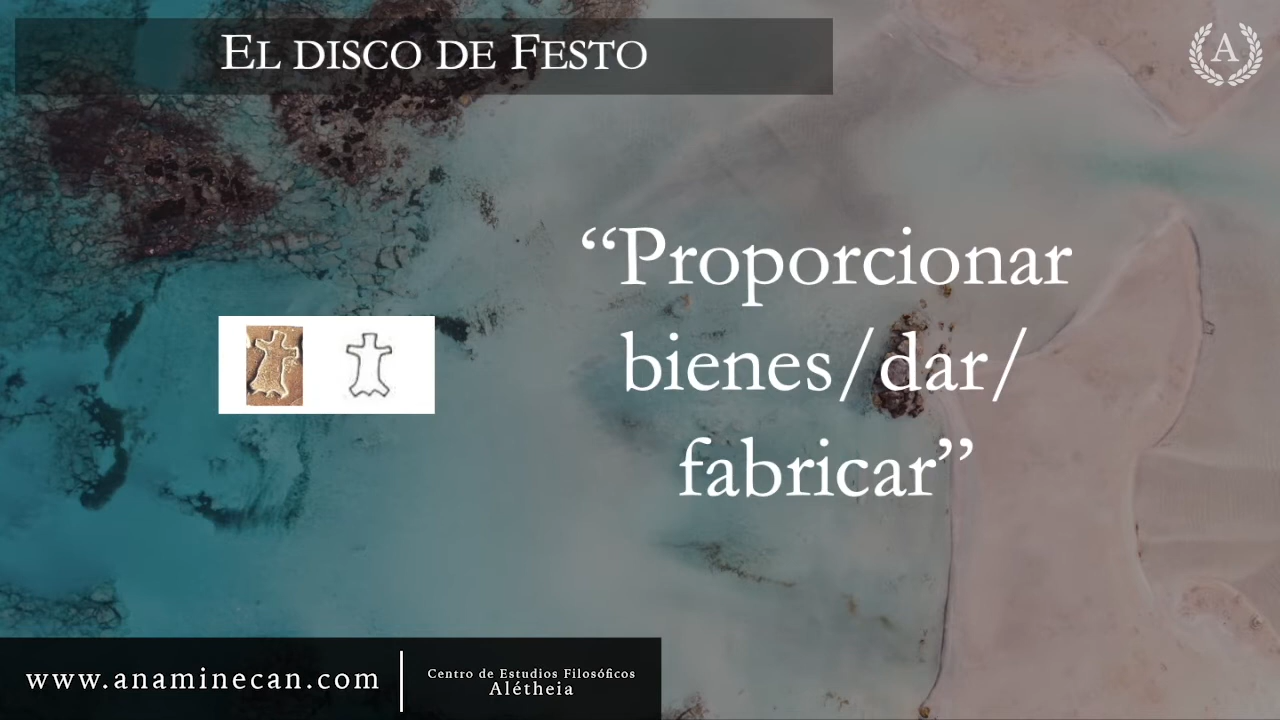 El disco de Festo
A
“Proporcionar
bienes/dar/
fabricar”
www.anaminecan.com
Centro de Estudios Filosóficos
Alétheia